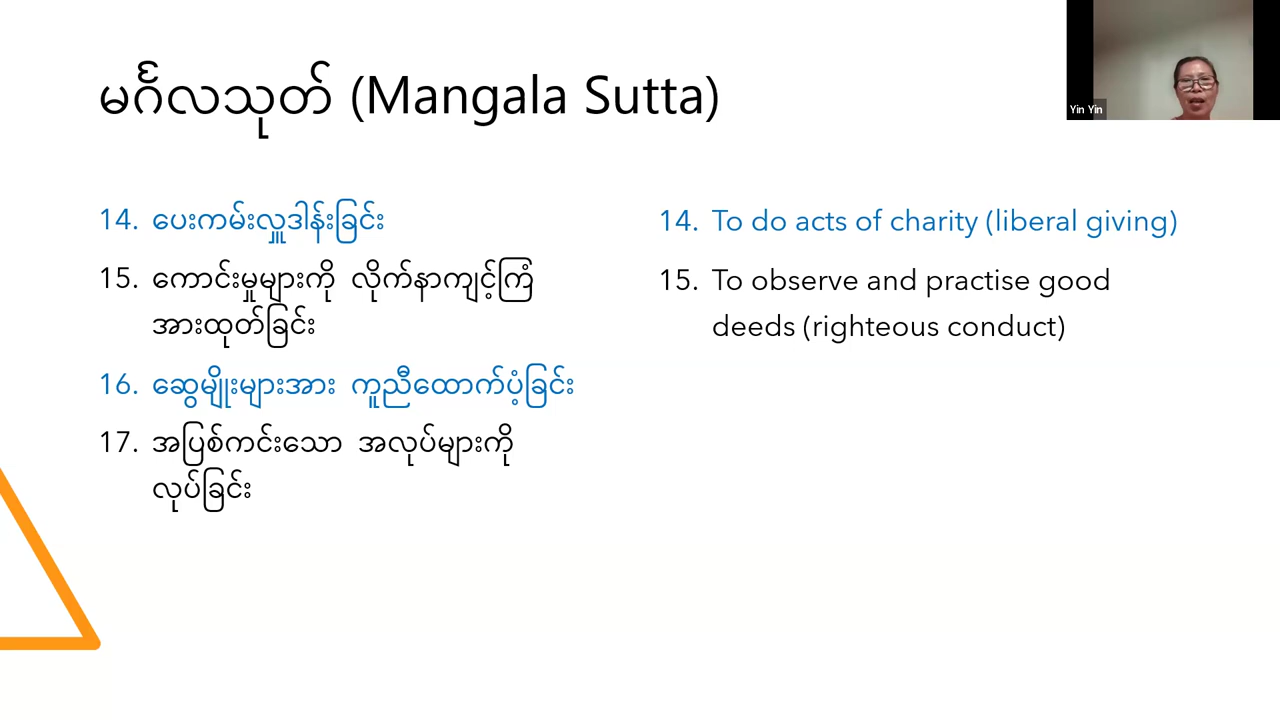 မင်္ဂလသုတ် (Mangala Sutta)
Yin Yin
14. ပေးကမ်းလှူဒါန်းခြင်း
15. ကောင်းမှုများကို လိုက်နာကျင့်ကြံ
အားထုတ်ခြင်း
16. ဆွေမျိုးများအား ကူညီထောက်ပံ့ခြင်း
17. အပြစ်ကင်းသော အလုပ်များကို
လုပ်ခြင်း
14. To do acts of charity (liberal giving)
15. To observe and practise good
deeds (righteous conduct)